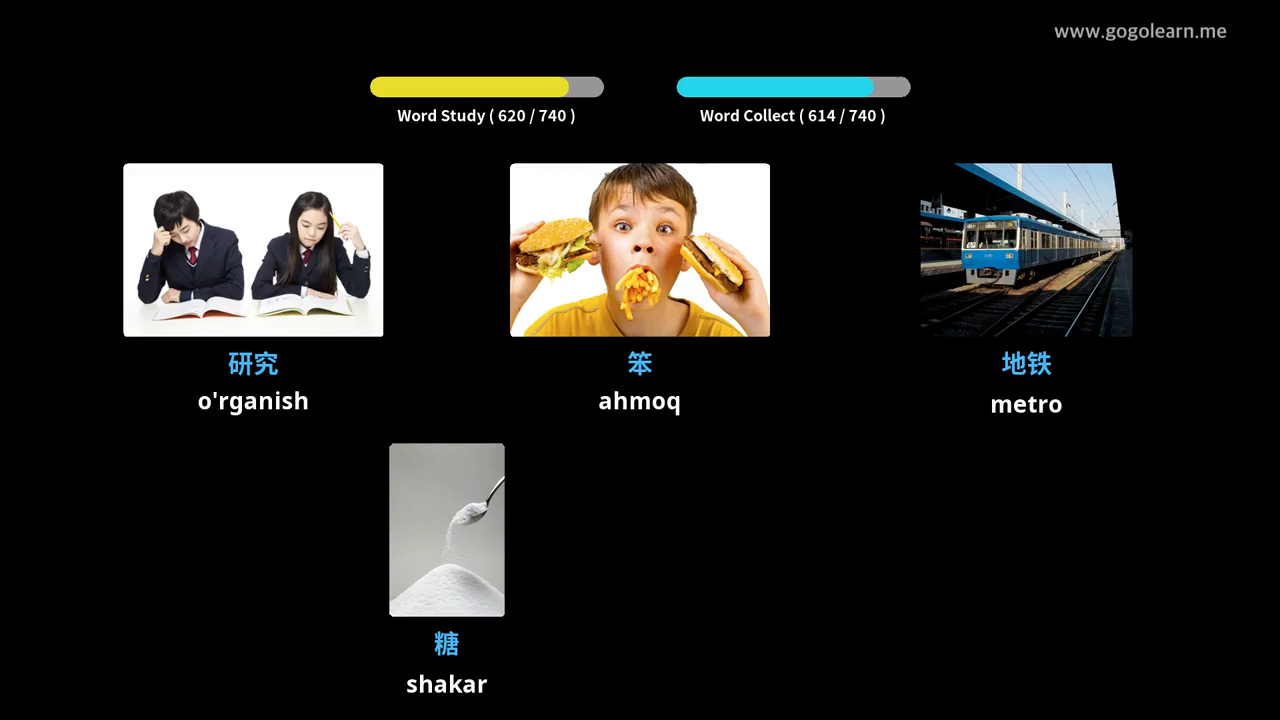 www.gogolearn.me
Word Study ( 620 / 740 )
Word Collect ( 614 / 740 )
研究
o'rganish
笨
ahmoq
地铁
metro
糖
shakar